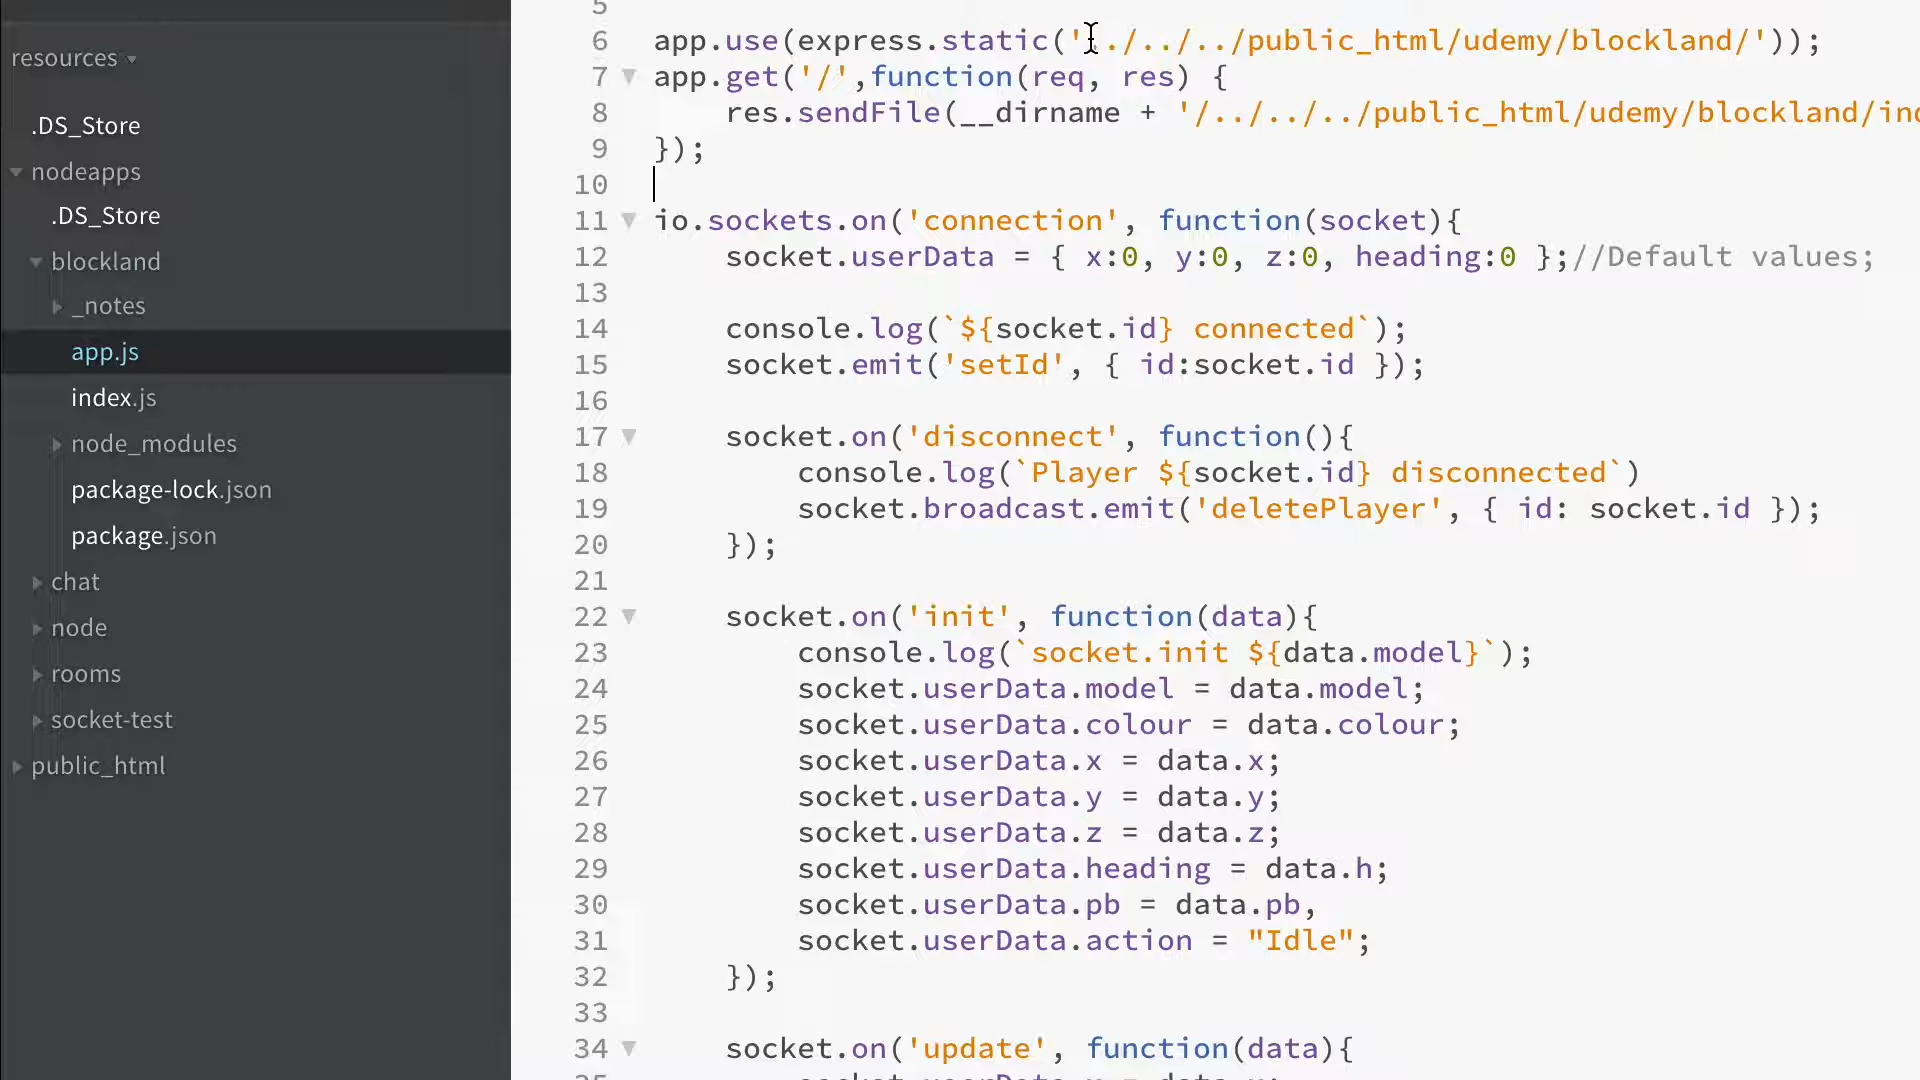 resources
.DS_Store
nodeapps
.DS_Store
blockland
_notes
app.js
index.js
node_modules
package-lock.json
package.json
chat
node
rooms
socket-test
public_html
5
6 app.use(express.static('../../../public_html/udemy/blockland/'));
7 app.get('/',function(req, res) {
8 res.sendFile(__dirname + '/../../../public_html/udemy/blockland/ind
9 });
10
11 io.sockets.on('connection', function(socket){
12 socket.userData = { x:0, y:0, z:0, heading:0 };//Default values;
13
14 console.log(`${socket.id} connected`);
15 socket.emit('setId', { id:socket.id });
16
17 socket.on('disconnect', function(){
18 console.log(`Player ${socket.id} disconnected`)
19 socket.broadcast.emit('deletePlayer', { id: socket.id });
20 });
21
22 socket.on('init', function(data){
23 console.log(`socket.init ${data.model}`);
24 socket.userData.model = data.model;
25 socket.userData.colour = data.colour;
26 socket.userData.x = data.x;
27 socket.userData.y = data.y;
28 socket.userData.z = data.z;
29 socket.userData.heading = data.h;
30 socket.userData.pb = data.pb,
31 socket.userData.action = "Idle";
32 });
33
34 socket.on('update', function(data){